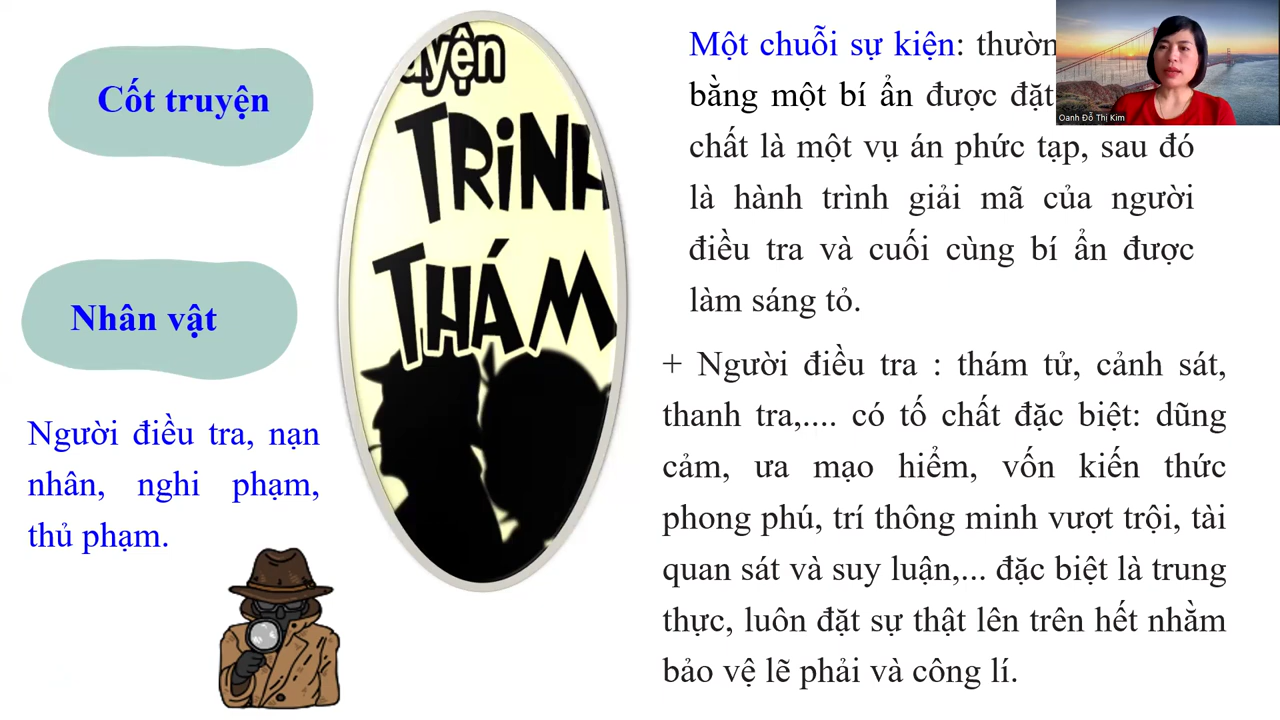 Cốt truyện
Nhân vật
Người điều tra, nạn
nhân, nghi phạm,
thủ phạm.
TRINH
THÁM
Một chuỗi sự kiện:
bằng một bí ẩn được đặt
chất là một vụ án phức tạp, sau đó
là hành trình giải mã của người
điều tra và cuối cùng bí ẩn được
làm sáng tỏ.
+ Người điều tra : thám tử, cảnh sát,
thanh tra,.... có tố chất đặc biệt: dũng
cảm, ưa mạo hiểm, vốn kiến thức
phong phú, trí thông minh vượt trội, tài
quan sát và suy luận,... đặc biệt là trung
thực, luôn đặt sự thật lên trên hết nhằm
bảo vệ lẽ phải và công lí.
Oanh Đỗ Thị Kim